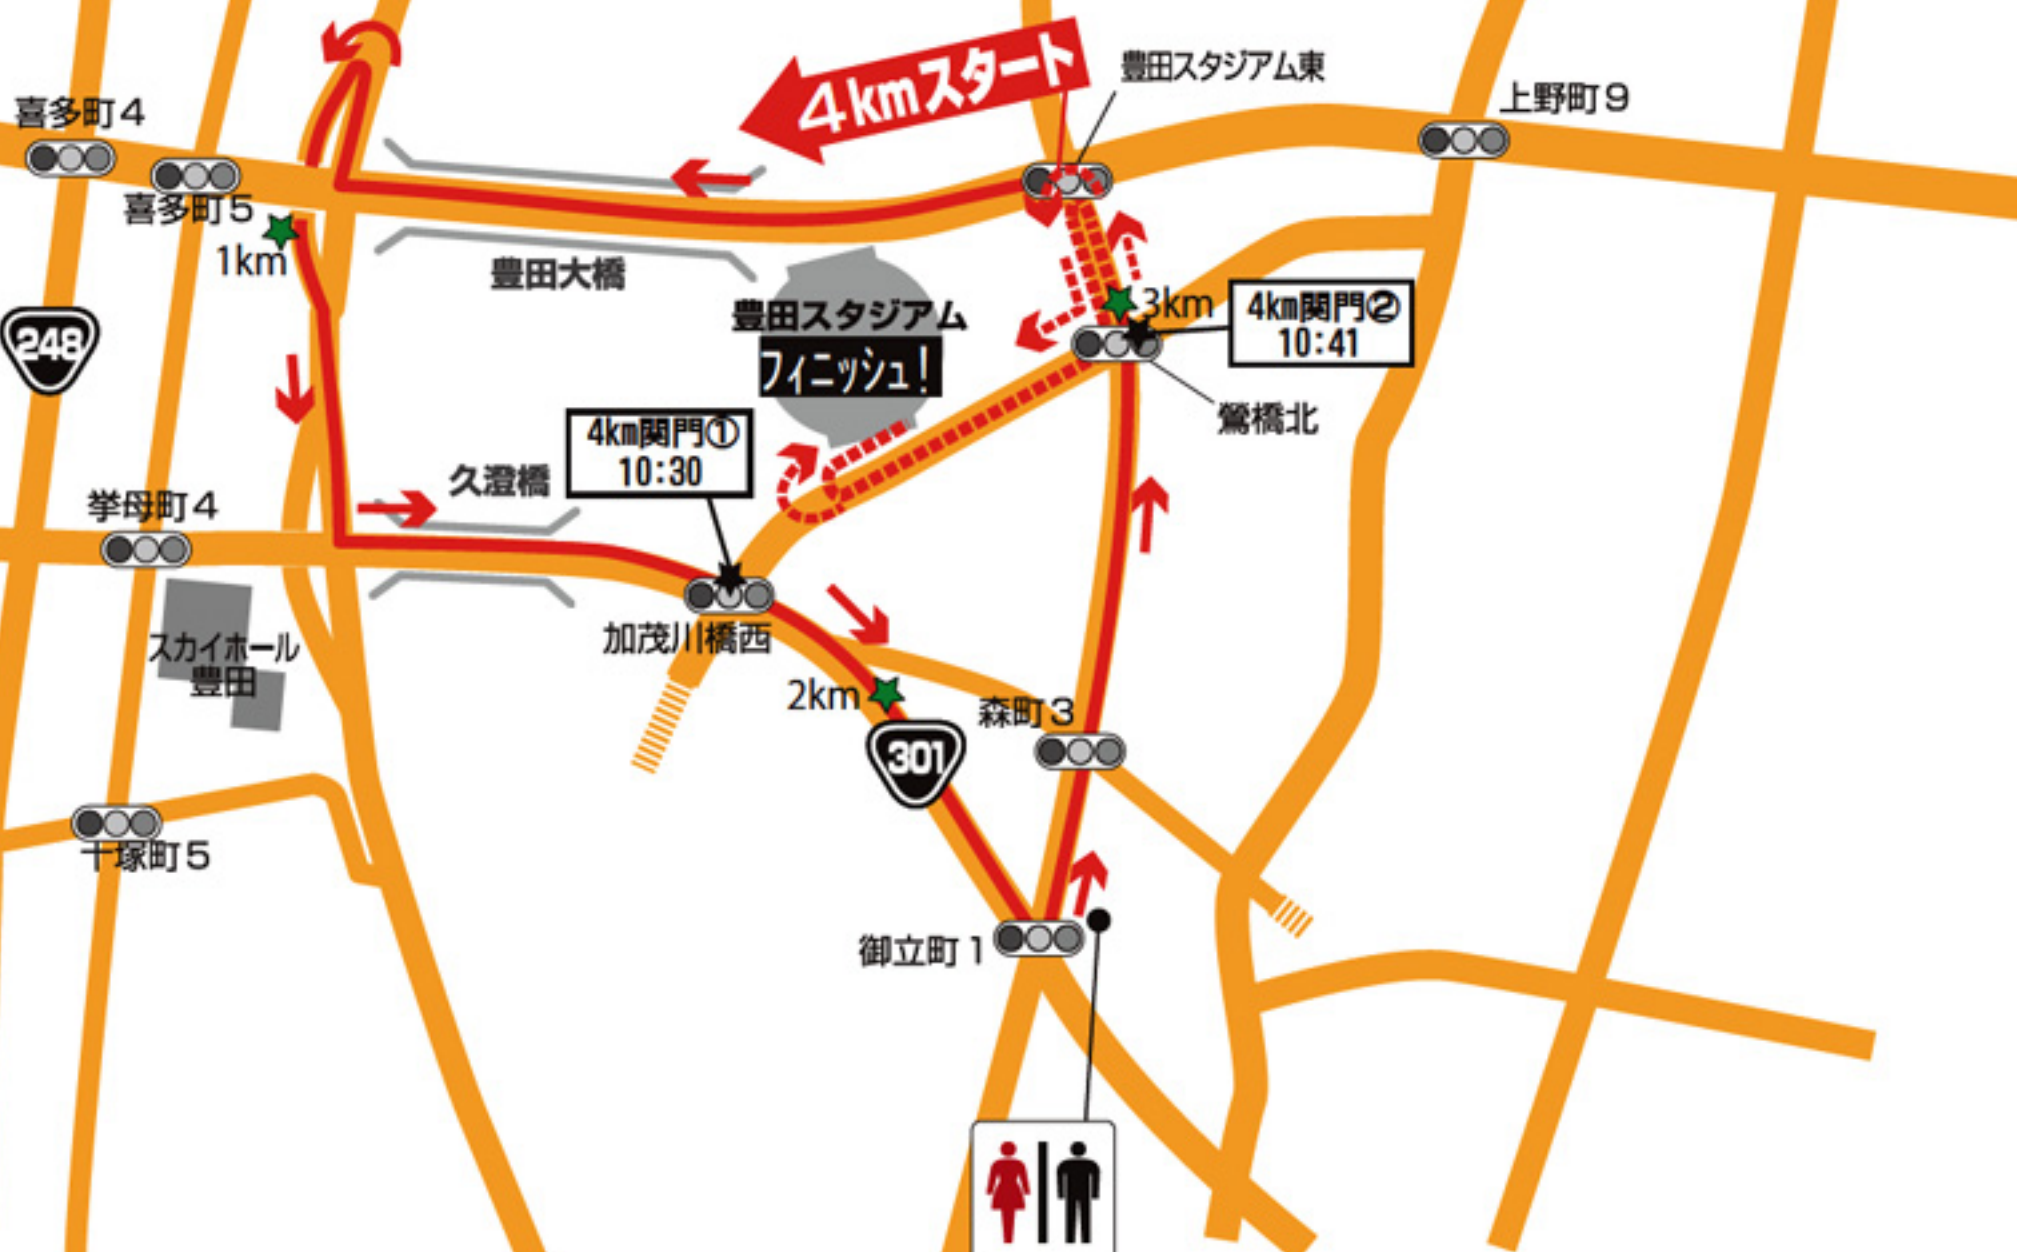 4kmスタート
豊田スタジアム東
上野町9
喜多町4
喜多町5
1km
豊田大橋
豊田スタジアム
フィニッシュ!
3km
4km関門②
10:41
248
鶯橋北
4km関門①
10:30
久澄橋
挙母町4
加茂川橋西
スカイホール
豊田
2km
森町3
301
十塚町5
御立町1